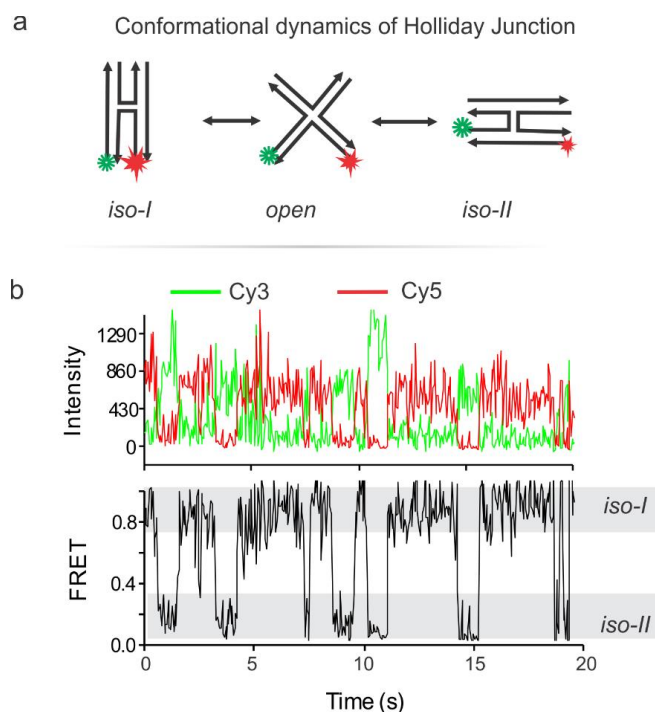 a
Conformational dynamics of Holliday Junction
iso-I
open
iso-II
b
Cy3
Cy5
Intensity
1290
860
430
0
FRET
0.8
0.4
0.0
iso-I
iso-II
0 5 10 15 20
Time (s)